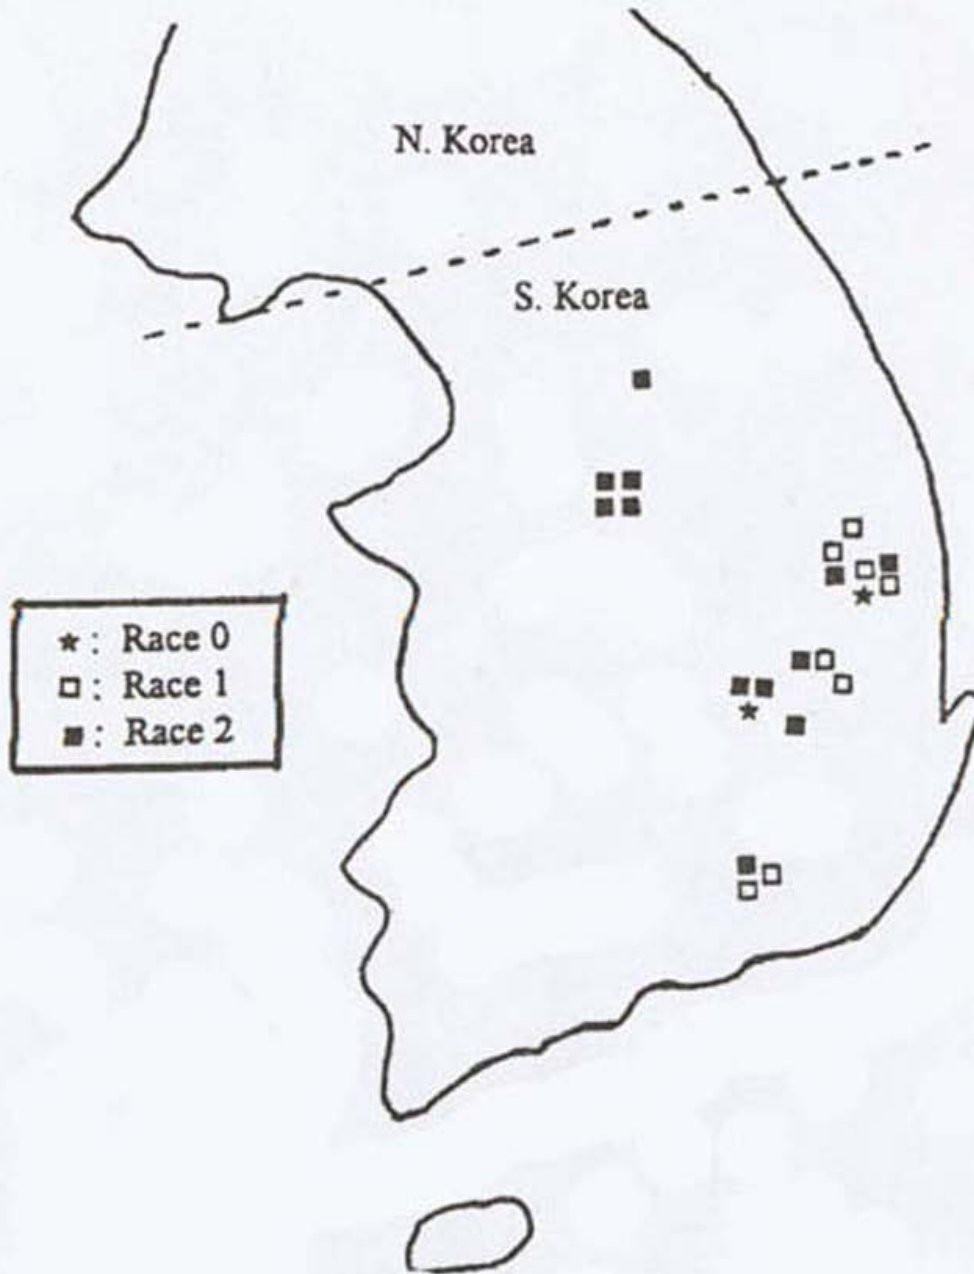 N. Korea
S. Korea
★ : Race 0
□ : Race 1
■ : Race 2